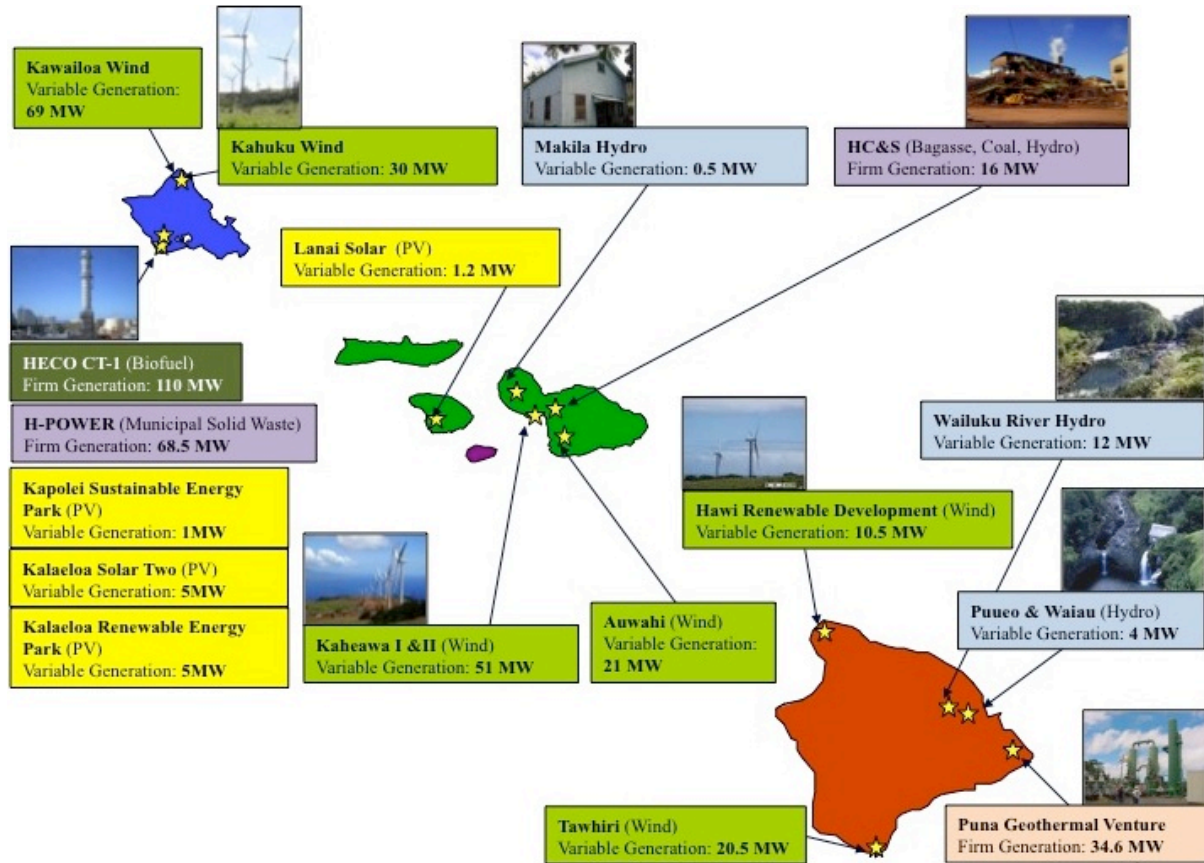 Kawailoa Wind
Variable Generation:
69 MW
Kahuku Wind
Variable Generation: 30 MW
Makila Hydro
Variable Generation: 0.5 MW
HC&S (Bagasse, Coal, Hydro)
Firm Generation: 16 MW
Lanai Solar (PV)
Variable Generation: 1.2 MW
HECO CT-1 (Biofuel)
Firm Generation: 110 MW
H-POWER (Municipal Solid Waste)
Firm Generation: 68.5 MW
Kapolei Sustainable Energy
Park (PV)
Variable Generation: 1MW
Kalaeloa Solar Two (PV)
Variable Generation: 5MW
Kalaeloa Renewable Energy
Park (PV)
Variable Generation: 5MW
Kaheawa I &II (Wind)
Variable Generation: 51 MW
Auwahi (Wind)
Variable Generation:
21 MW
Hawi Renewable Development (Wind)
Variable Generation: 10.5 MW
Wailuku River Hydro
Variable Generation: 12 MW
Puueo & Waiau (Hydro)
Variable Generation: 4 MW
Tawhiri (Wind)
Variable Generation: 20.5 MW
Puna Geothermal Venture
Firm Generation: 34.6 MW